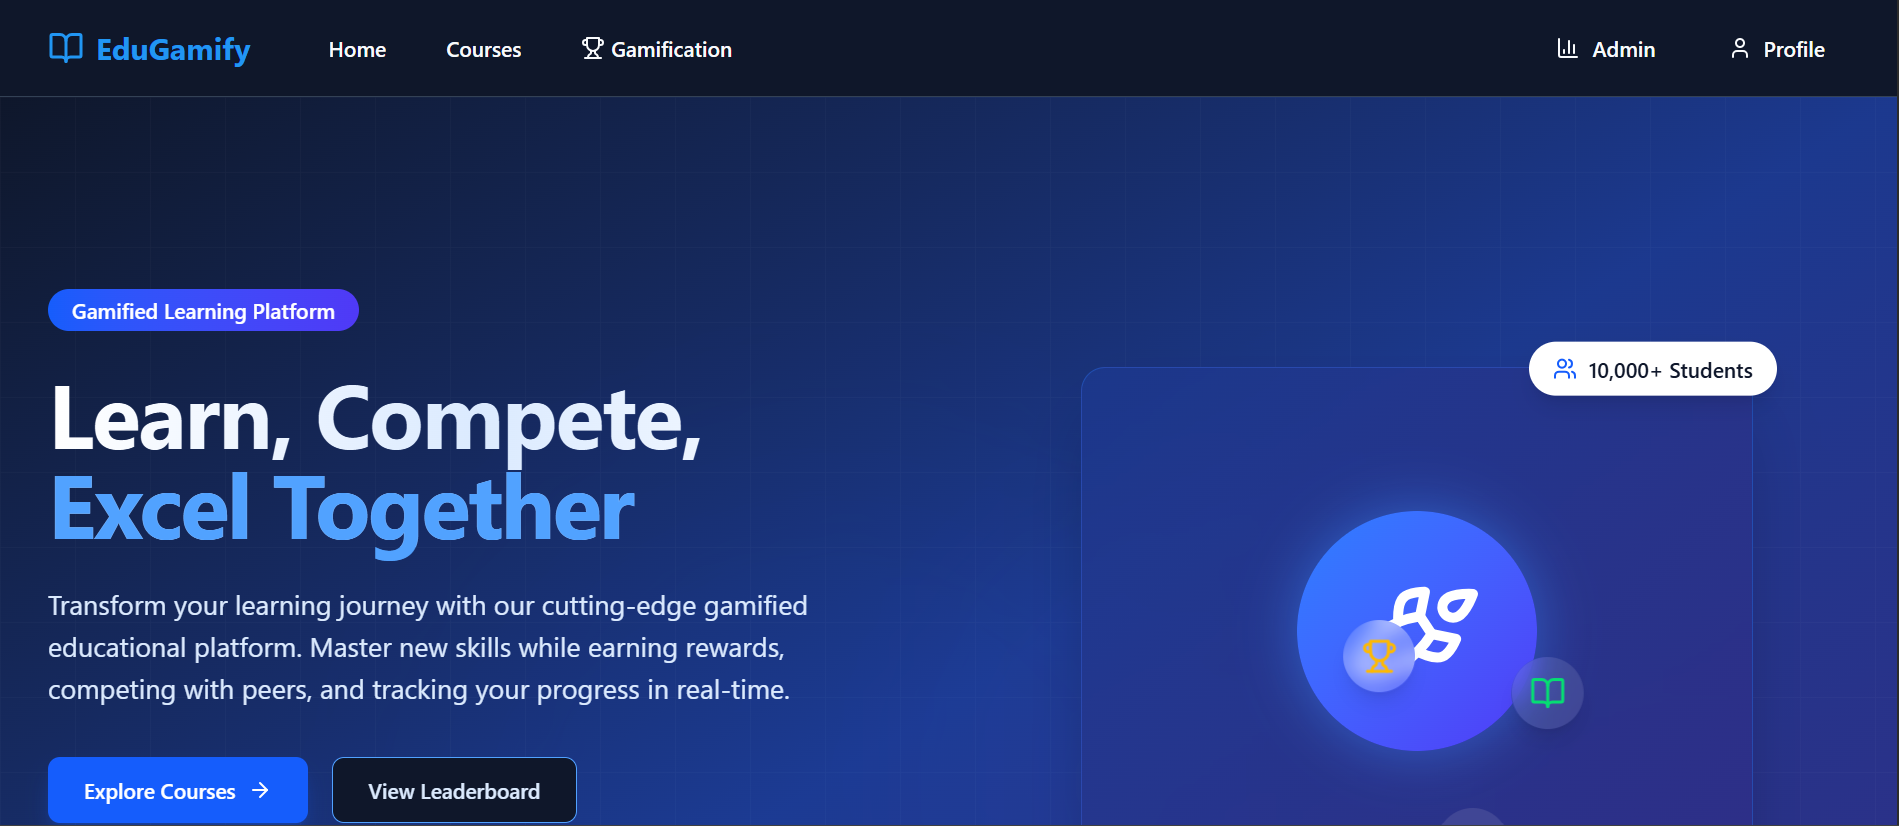 EduGamify
Home
Courses
Gamification
Admin
Profile
Gamified Learning Platform
Learn, Compete,
Excel Together
Transform your learning journey with our cutting-edge gamified
educational platform. Master new skills while earning rewards,
competing with peers, and tracking your progress in real-time.
Explore Courses
View Leaderboard
10,000+ Students